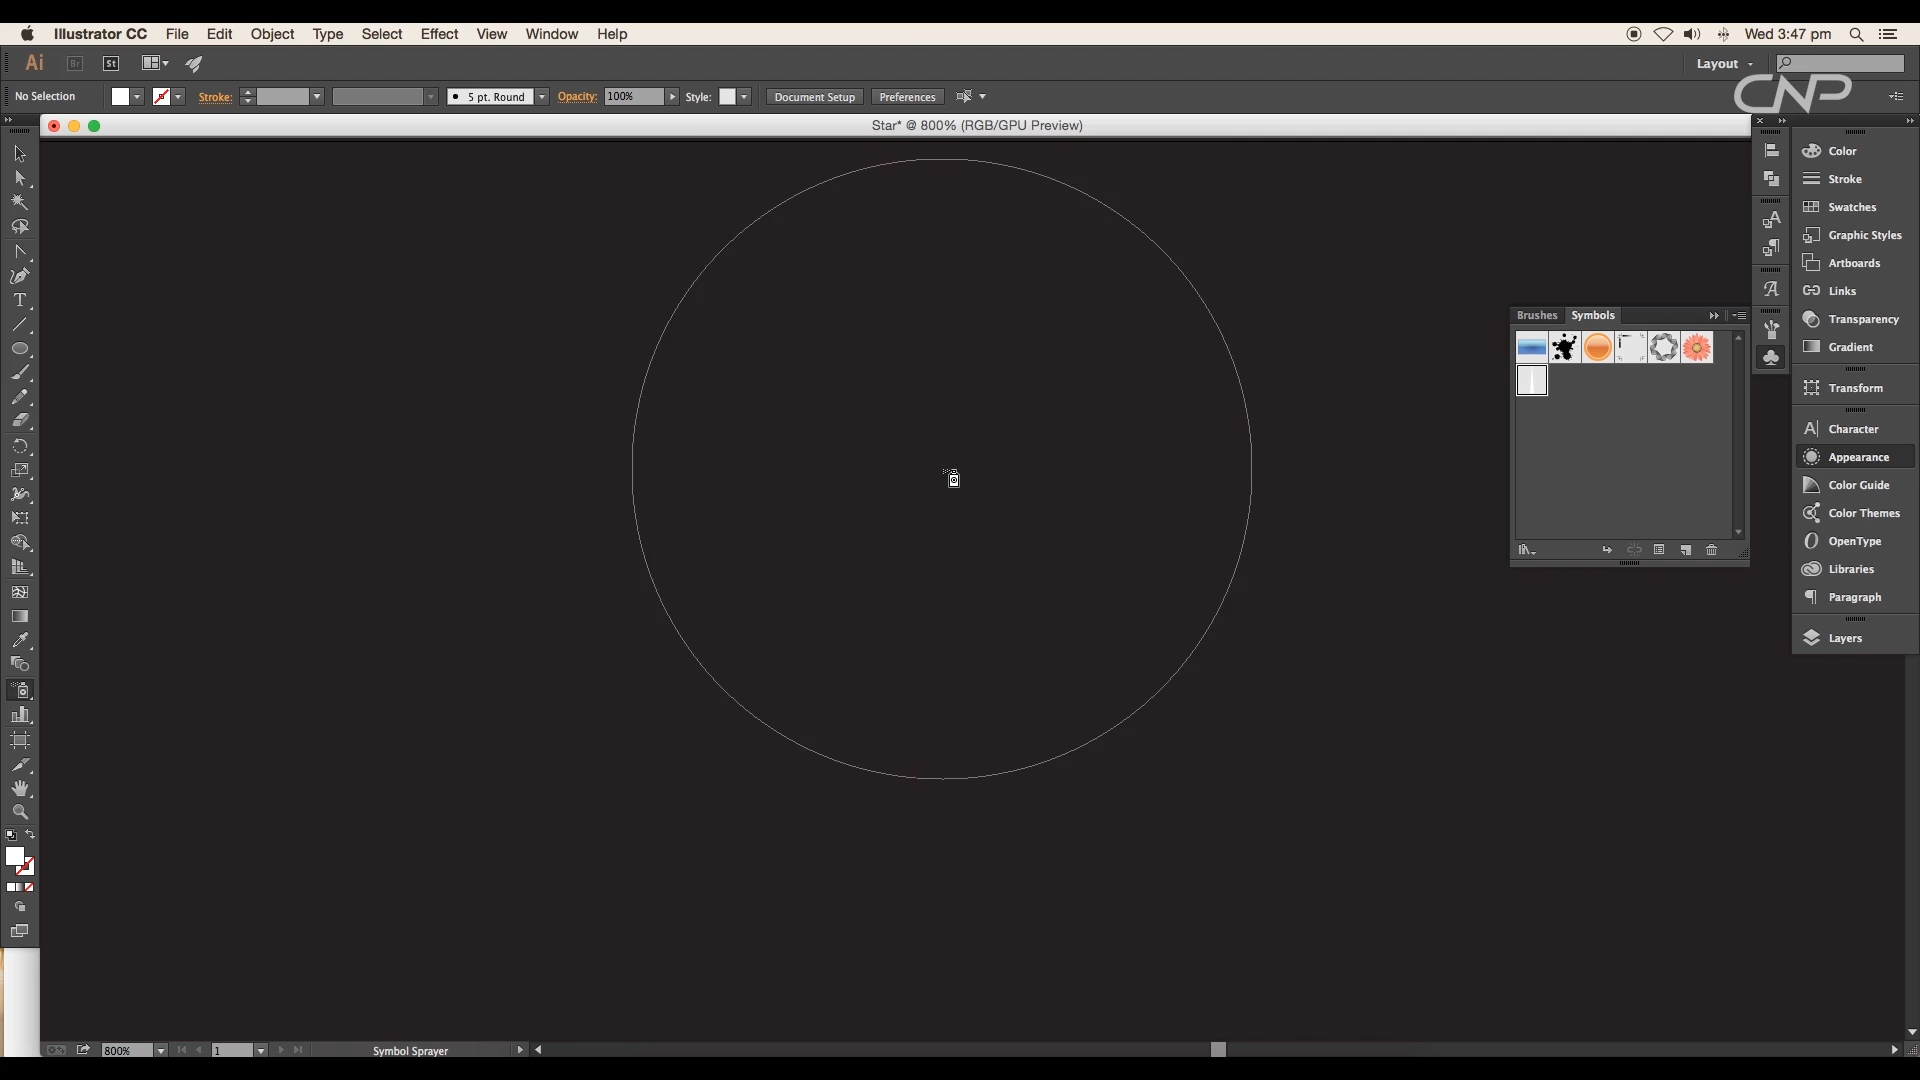 Illustrator CC File Edit Object Type Select Effect View Window Help Wed 3:47 pm
Ai Br St Layout
CNP
No Selection Stroke: 5 pt. Round Opacity: 100% Style: Document Setup Preferences
Star* @ 800% (RGB/GPU Preview)
Color
Stroke
Swatches
Graphic Styles
Artboards
Links
Transparency
Gradient
Transform
Character
Appearance
Color Guide
Color Themes
OpenType
Libraries
Paragraph
Layers
Brushes Symbols
800% 1 Symbol Sprayer